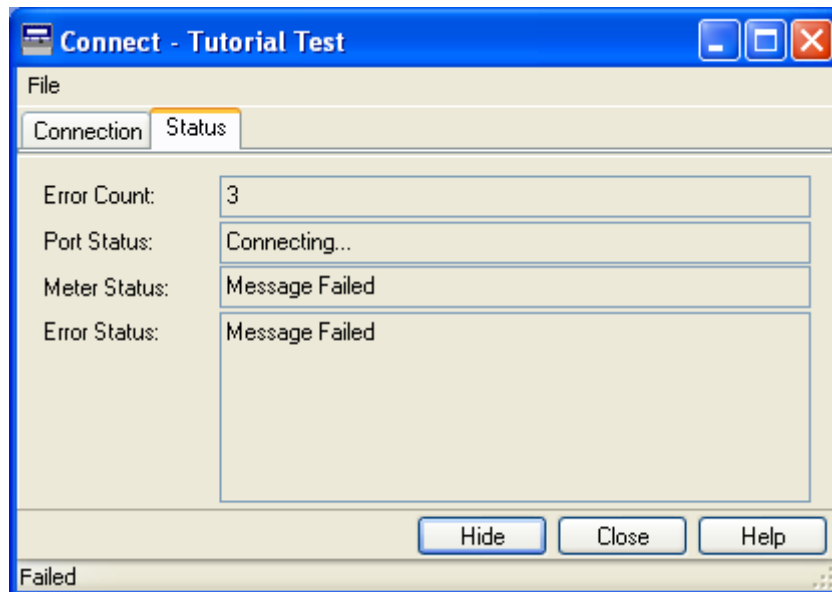 Connect - Tutorial Test
File
Connection Status
Error Count: 3
Port Status: Connecting...
Meter Status: Message Failed
Error Status: Message Failed
Hide Close Help
Failed